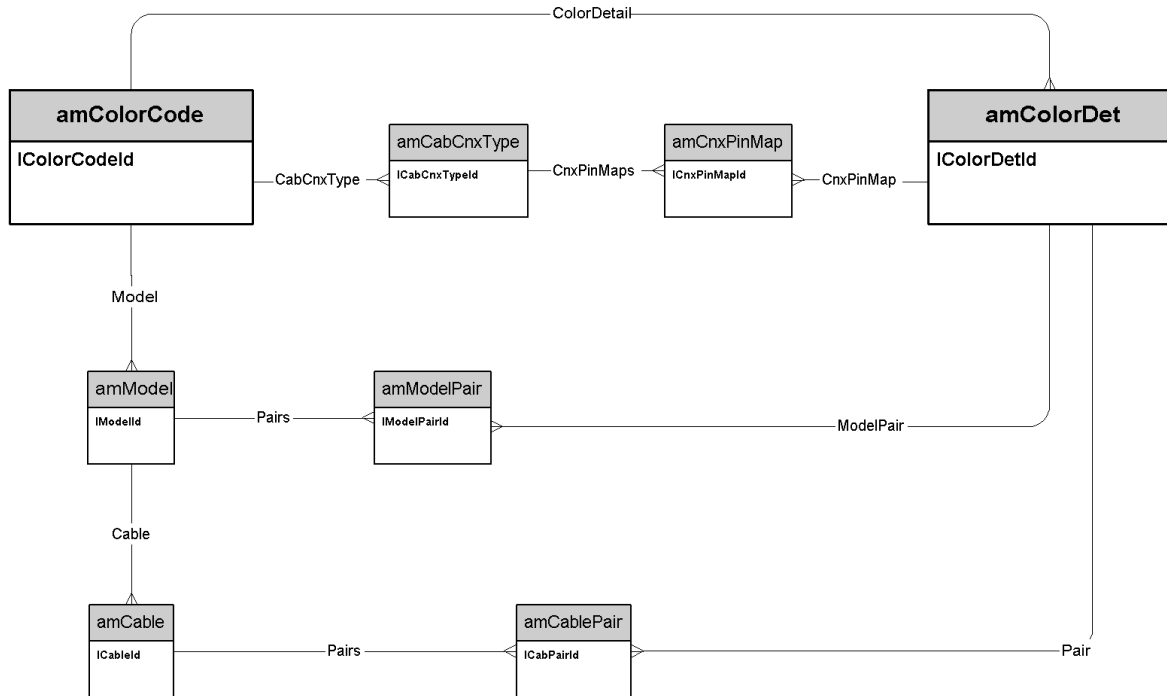 ColorDetail
amColorCode
lColorCodeId
amCabCnxType
lCabCnxTypeId
amCnxPinMap
lCnxPinMapId
amColorDet
lColorDetId
CabCnxType
CnxPinMaps
CnxPinMap
Model
amModel
lModelId
Pairs
amModelPair
lModelPairId
ModelPair
Cable
amCable
lCableId
Pairs
amCablePair
lCabPairId
Pair